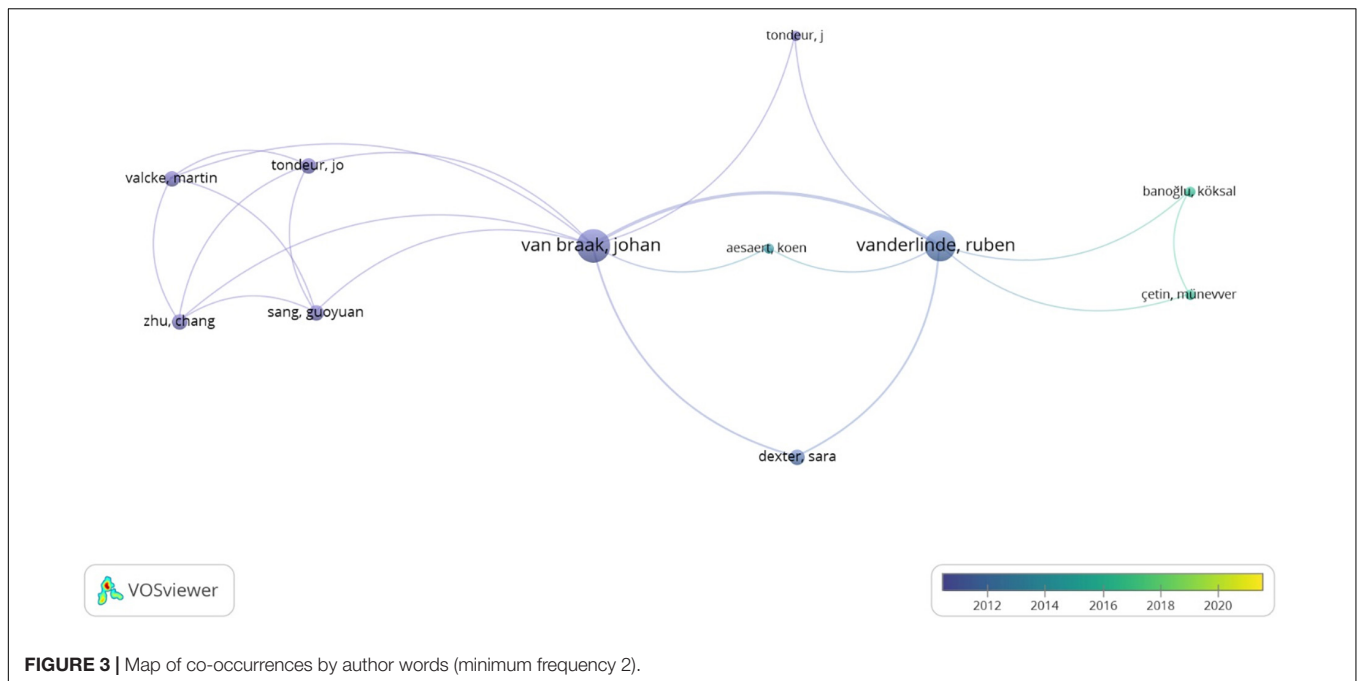 tondeur, j
valcke, martin
tondeur, jo
banoğlu, köksal
van braak, johan
aesaert, koen
vanderlinde, ruben
çetin, münevver
zhu, chang
sang, guoyuan
dexter, sara
VOSviewer
2012 2014 2016 2018 2020
FIGURE 3 | Map of co-occurrences by author words (minimum frequency 2).